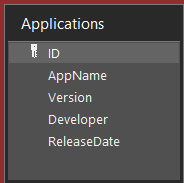 Applications
ID
AppName
Version
Developer
ReleaseDate